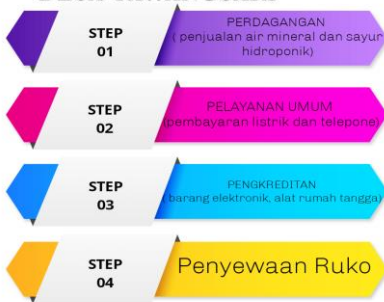 STEP
01
PERDAGANGAN
( penjualan air mineral dan sayur
hidroponik)
STEP
02
PELAYANAN UMUM
(pembayaran listrik dan telepone)
STEP
03
PENGKREDITAN
( barang elektronik, alat rumah tangga)
STEP
04
Penyewaan Ruko